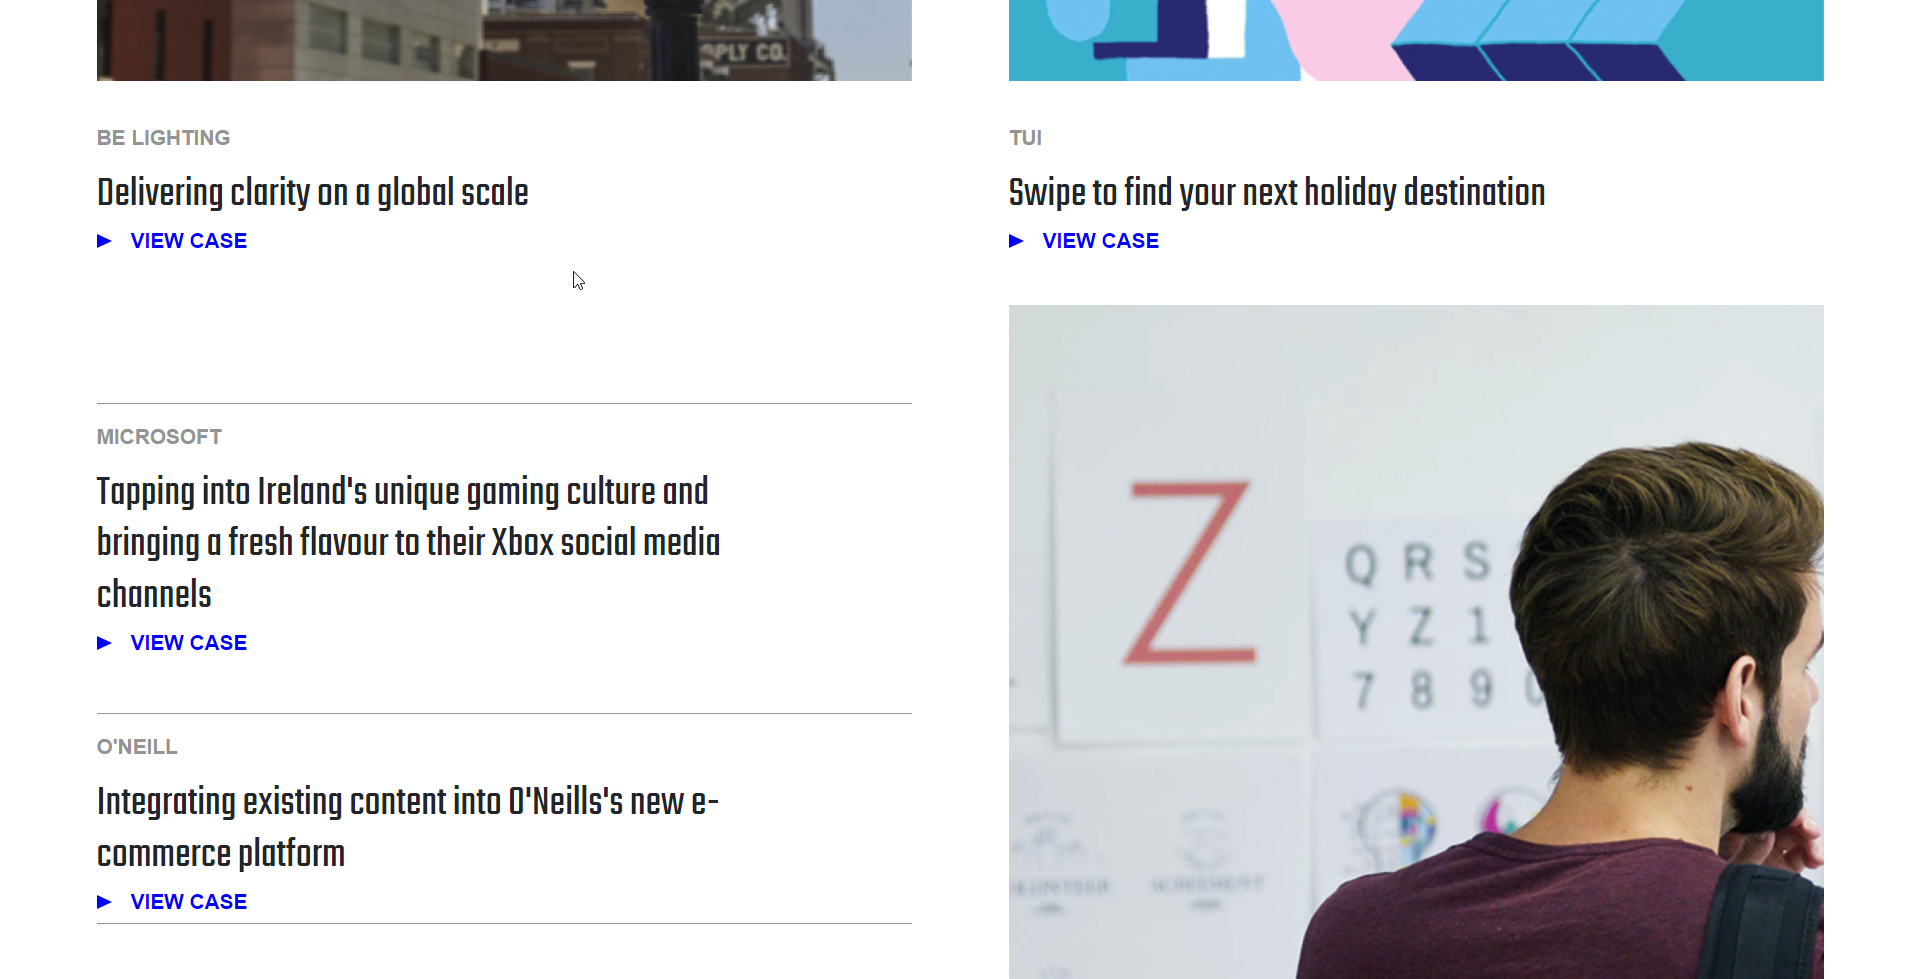 PLY CO.
BE LIGHTING
Delivering clarity on a global scale
▶ VIEW CASE
TUI
Swipe to find your next holiday destination
▶ VIEW CASE
MICROSOFT
Tapping into Ireland's unique gaming culture and
bringing a fresh flavour to their Xbox social media
channels
▶ VIEW CASE
O'NEILL
Integrating existing content into O'Neills's new e-
commerce platform
▶ VIEW CASE
Z
Q R S
Y Z 1
7 8 9